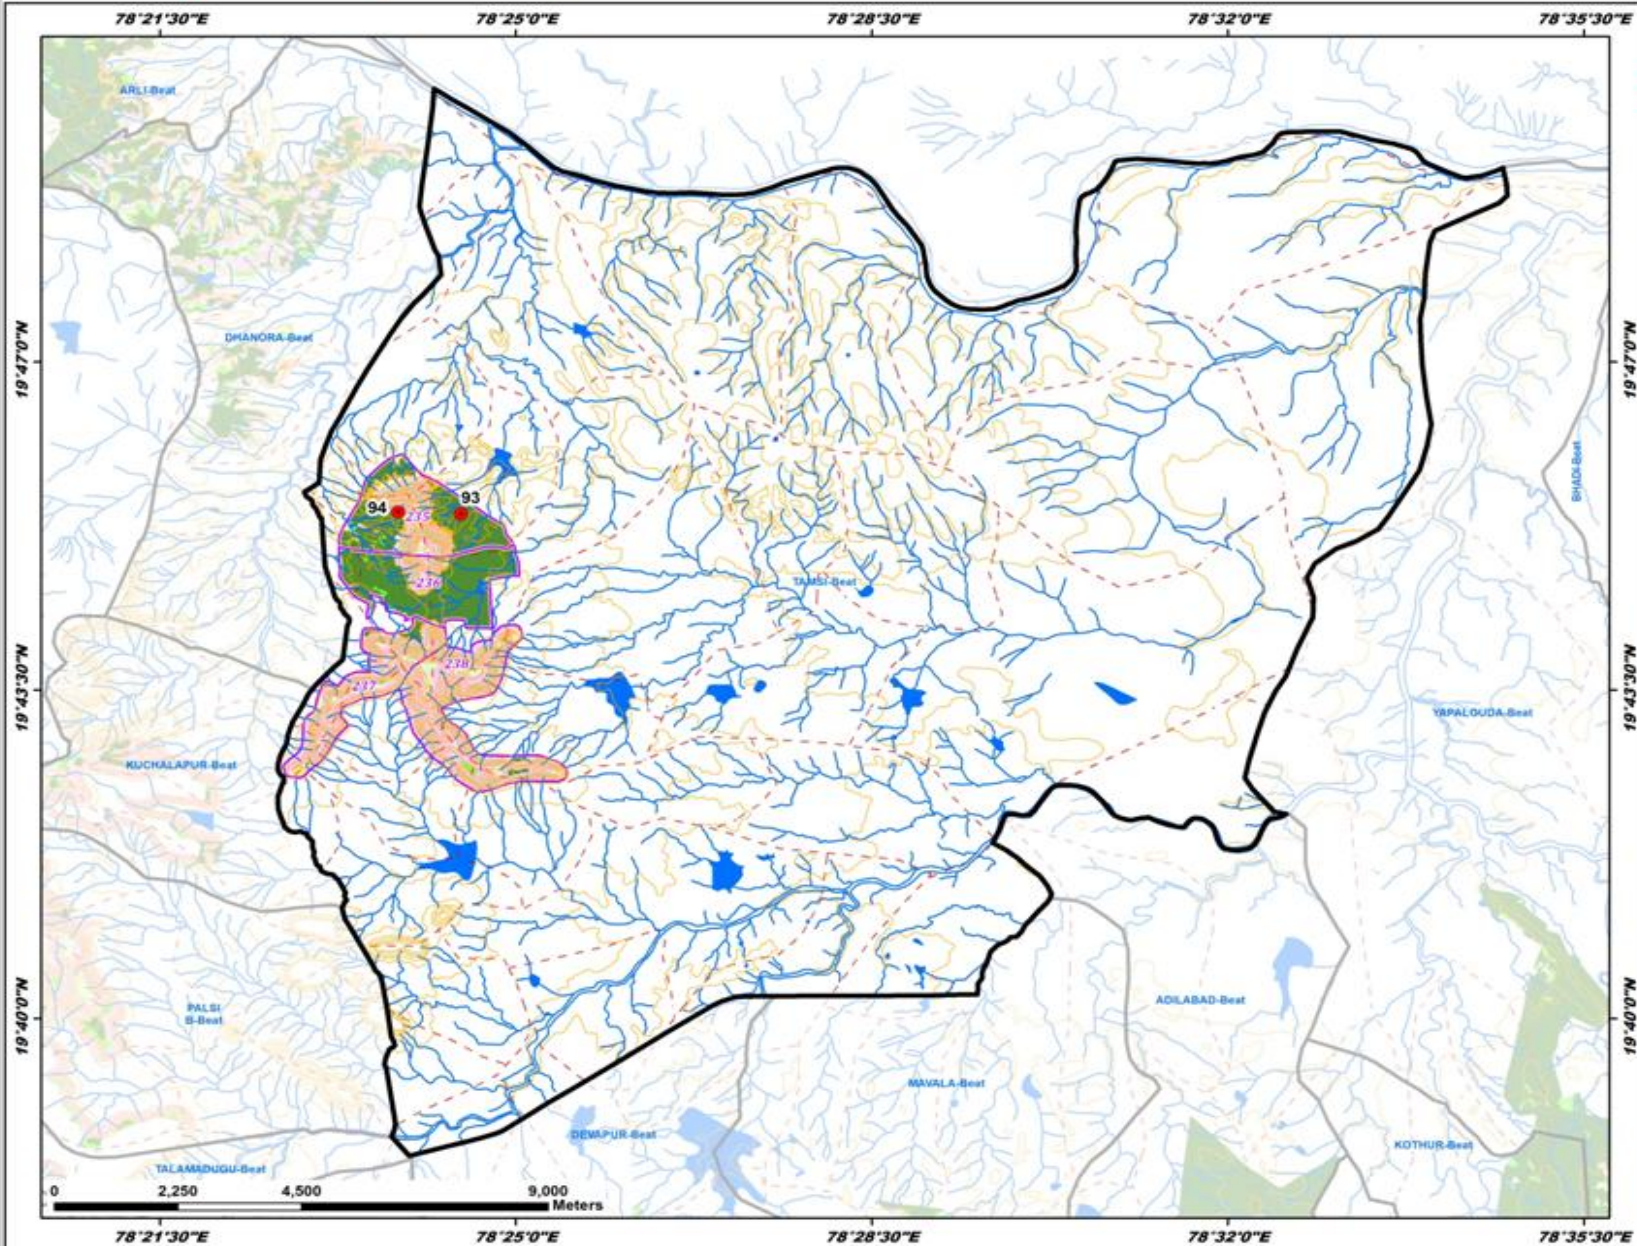 78°21'30"E 78°25'0"E 78°28'30"E 78°32'0"E 78°35'30"E
ARLI-Beat
DHANORA-Beat
19°47'0"N
19°47'0"N
BHADI-Beat
94
93
235
236
TAMSI-Beat
238
237
19°43'30"N
19°43'30"N
YAPALGUDA-Beat
KUCHALAPUR-Beat
PALSI
B-Beat
ADILABAD-Beat
19°40'0"N
19°40'0"N
MAVALA-Beat
DEVAPUR-Beat
KOTHUR-Beat
TALAMADUGU-Beat
0 2,250 4,500 9,000
Meters
78°21'30"E 78°25'0"E 78°28'30"E 78°32'0"E 78°35'30"E